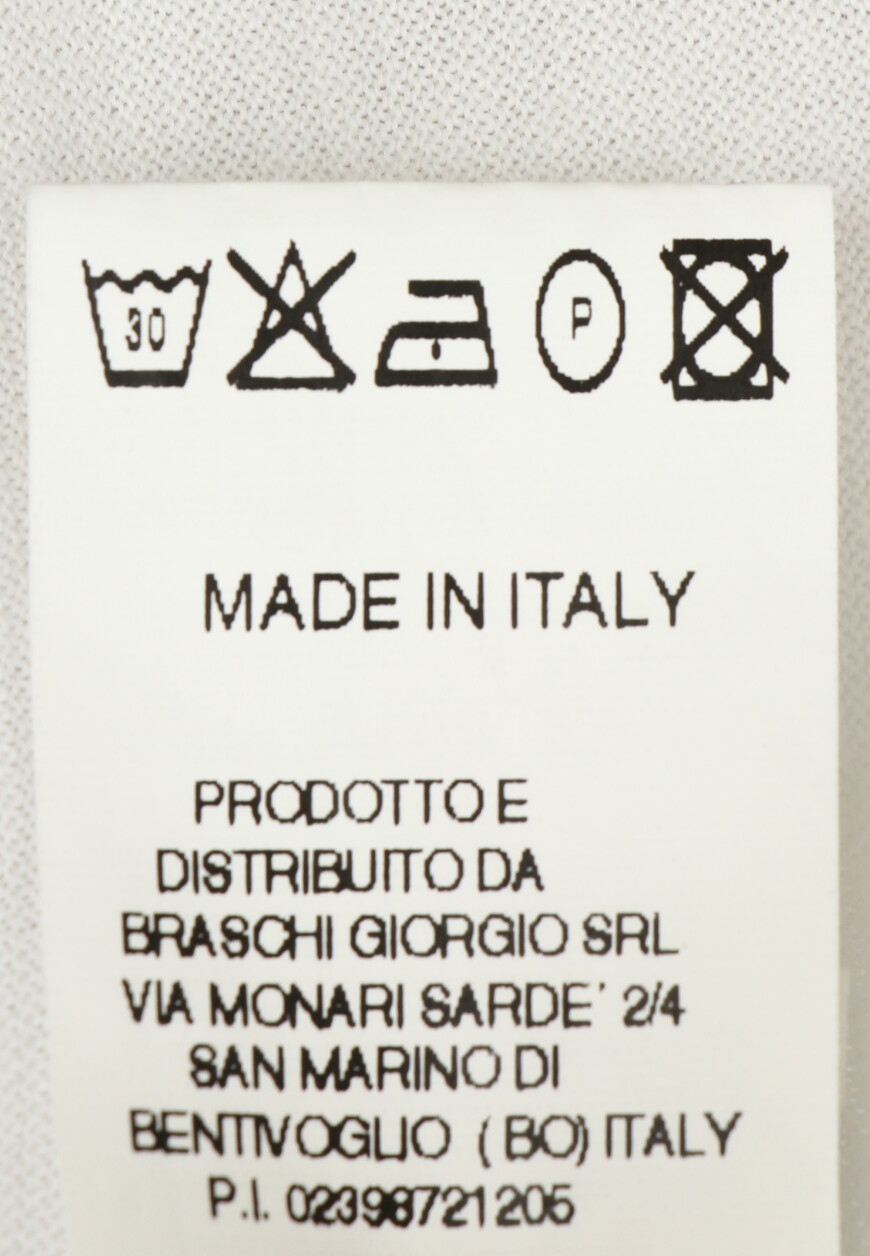 30
P
MADE IN ITALY
PRODOTTO E
DISTRIBUITO DA
BRASCHI GIORGIO SRL
VIA MONARI SARDE' 2/4
SAN MARINO DI
BENTIVOGLIO (BO) ITALY
P.I. 02398721205